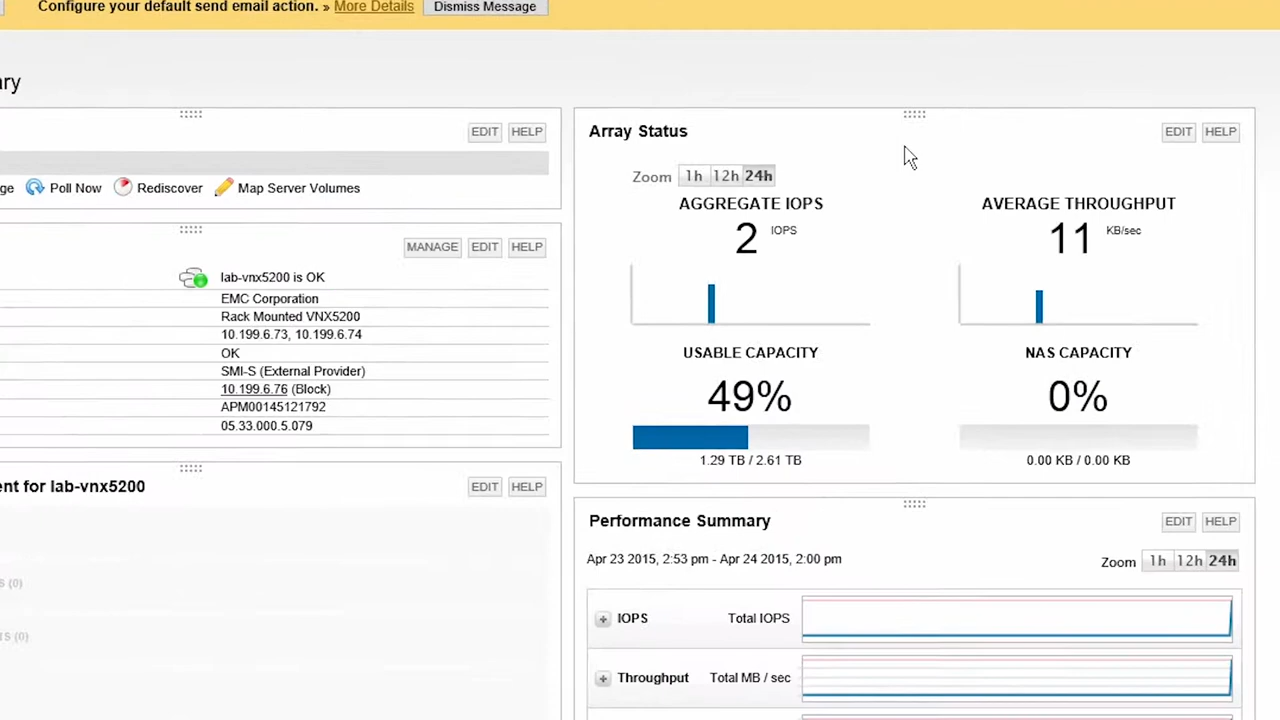 Configure your default send email action. » More Details Dismiss Message
ry
EDIT HELP
ge Poll Now Rediscover Map Server Volumes
MANAGE EDIT HELP
lab-vnx5200 is OK
EMC Corporation
Rack Mounted VNX5200
10.199.6.73, 10.199.6.74
OK
SMI-S (External Provider)
10.199.6.76 (Block)
APM00145121792
05.33.000.5.079
ent for lab-vnx5200 EDIT HELP
S (0)
TS (0)
Array Status EDIT HELP
Zoom 1h 12h 24h
AGGREGATE IOPS
2 IOPS
AVERAGE THROUGHPUT
11 KB/sec
USABLE CAPACITY
49%
1.29 TB / 2.61 TB
NAS CAPACITY
0%
0.00 KB / 0.00 KB
Performance Summary EDIT HELP
Apr 23 2015, 2:53 pm - Apr 24 2015, 2:00 pm Zoom 1h 12h 24h
IOPS Total IOPS
Throughput Total MB / sec